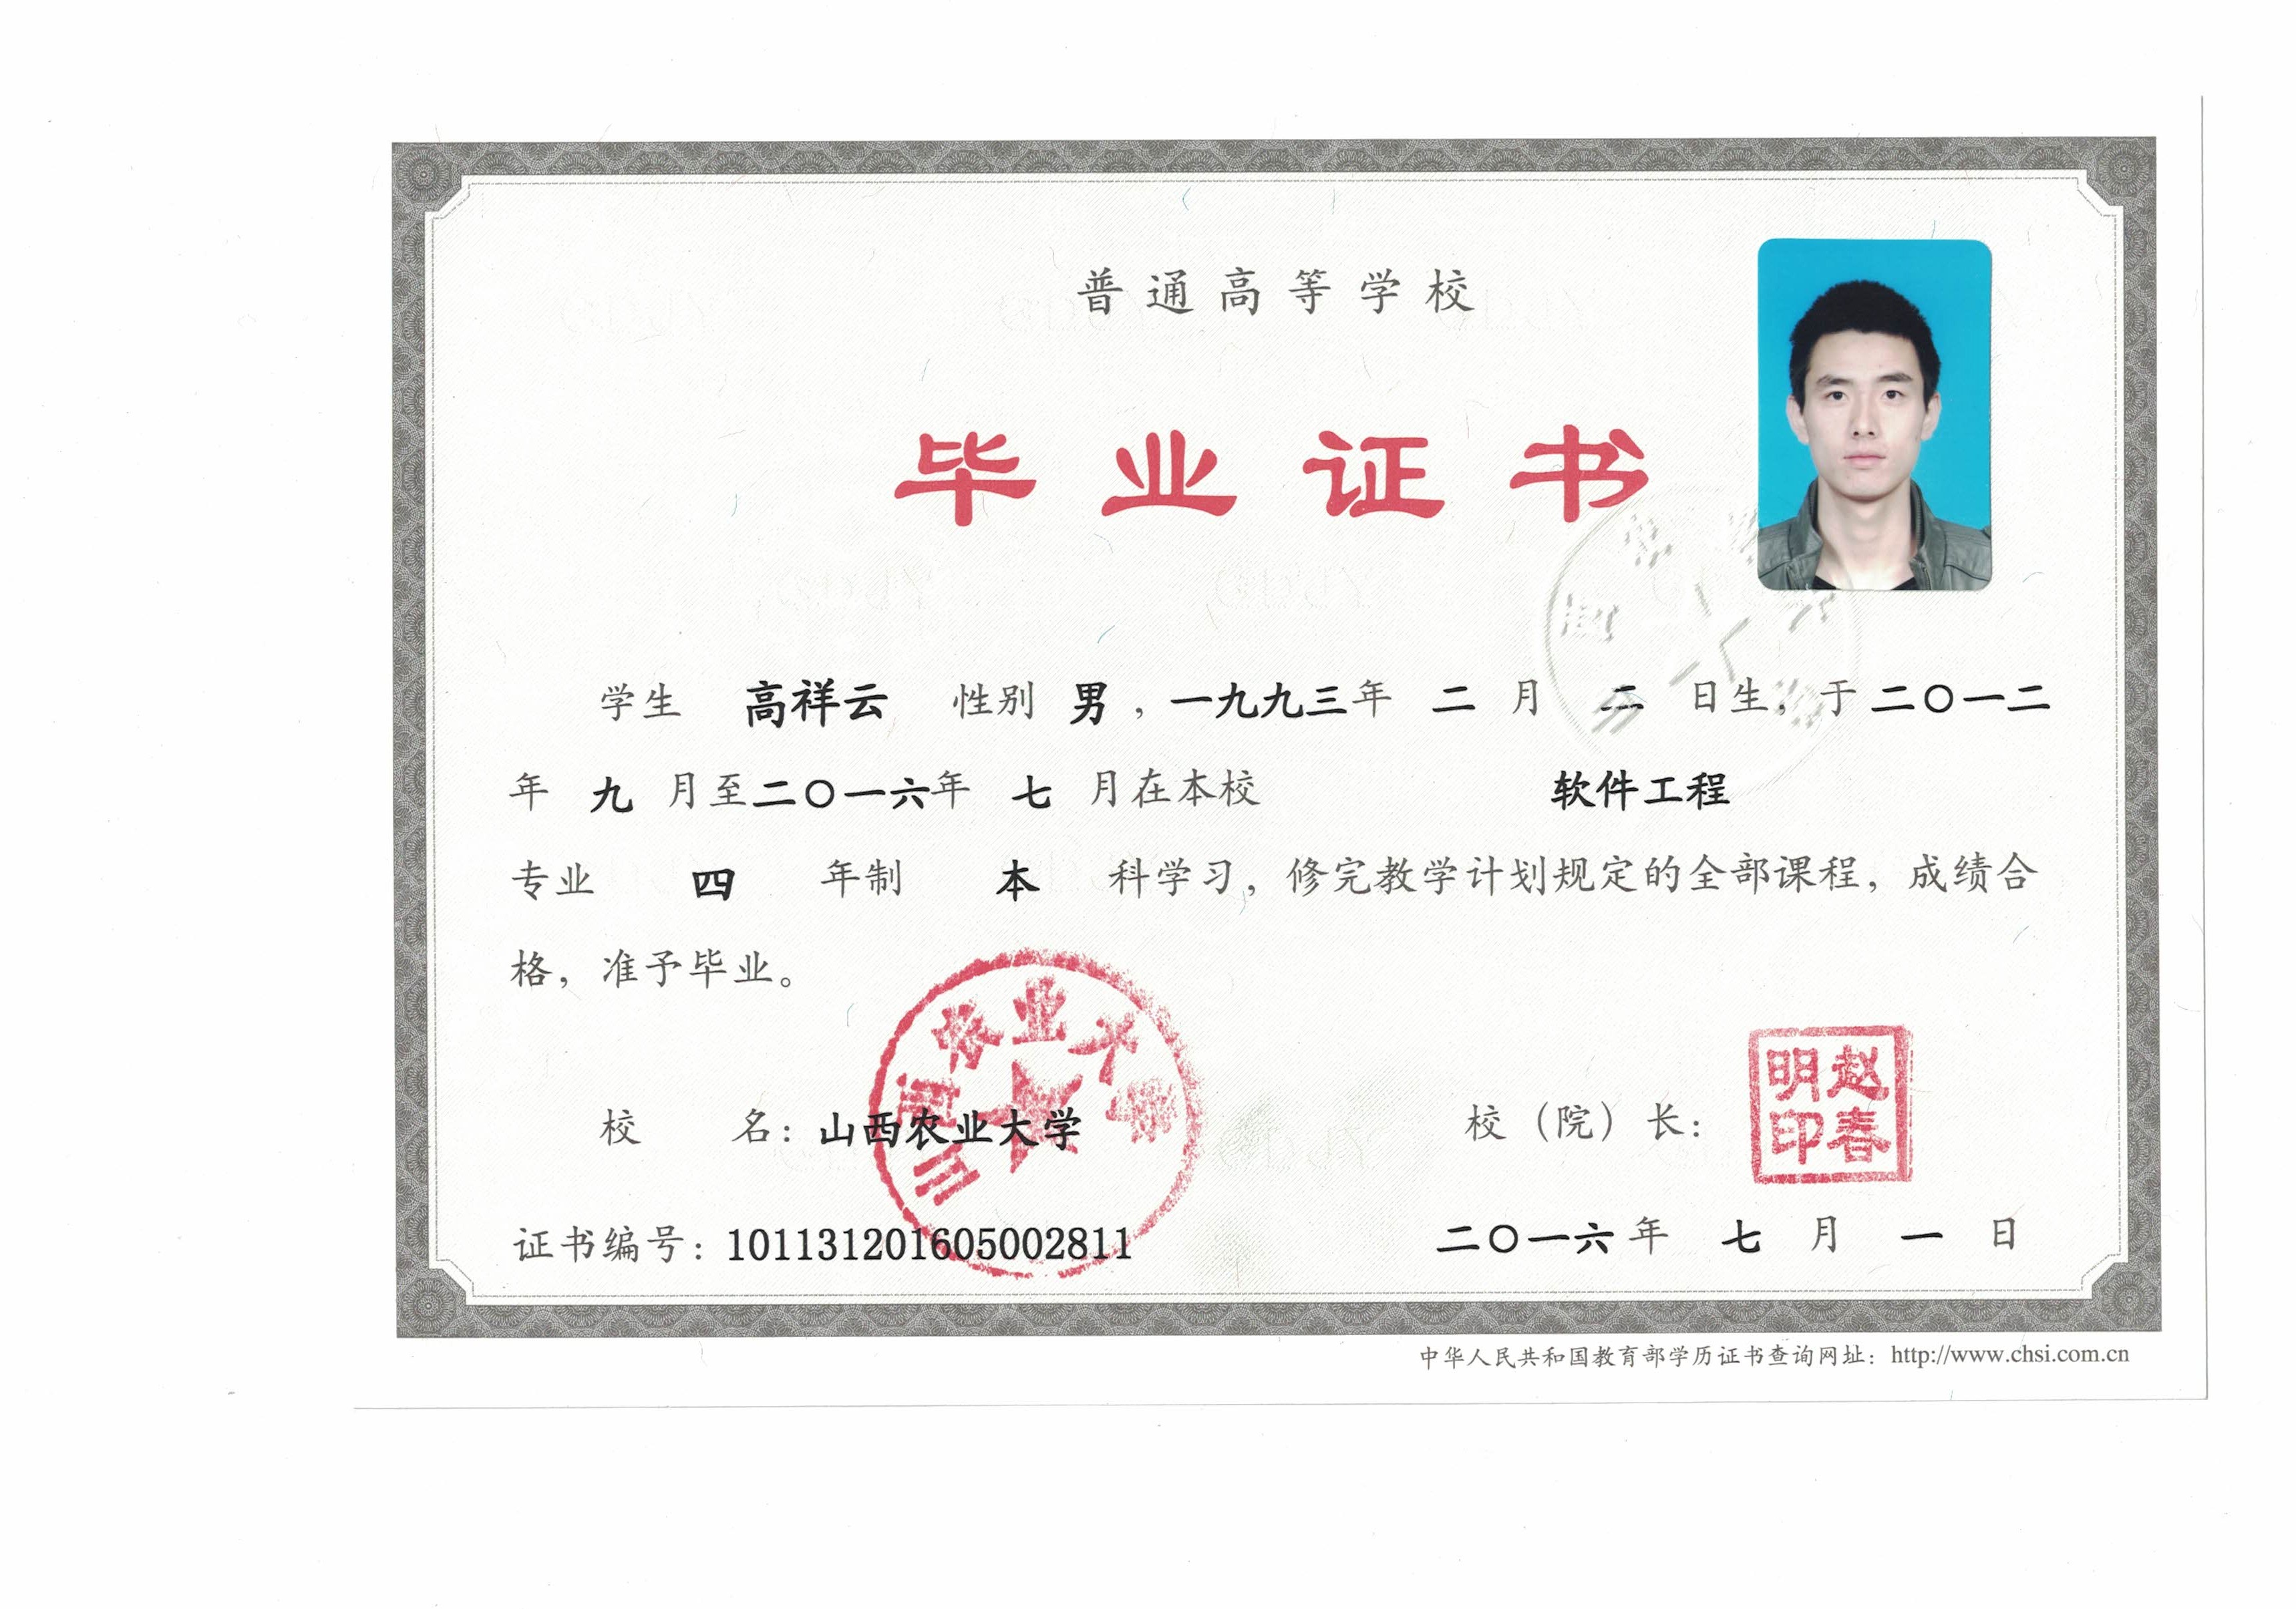 普通高等学校
毕业证书
学生 高祥云 性别 男，一九九三年 二 月 二 日生，于二〇一二
年 九 月至二〇一六年 七 月在本校 软件工程
专业 四 年制 本 科学习，修完教学计划规定的全部课程，成绩合
格，准予毕业。
山西农业大学
校 名：山西农业大学
校（院）长：
赵春明印
证书编号：101131201605002811
二〇一六年 七 月 一 日
中华人民共和国教育部学历证书查询网址：http://www.chsi.com.cn